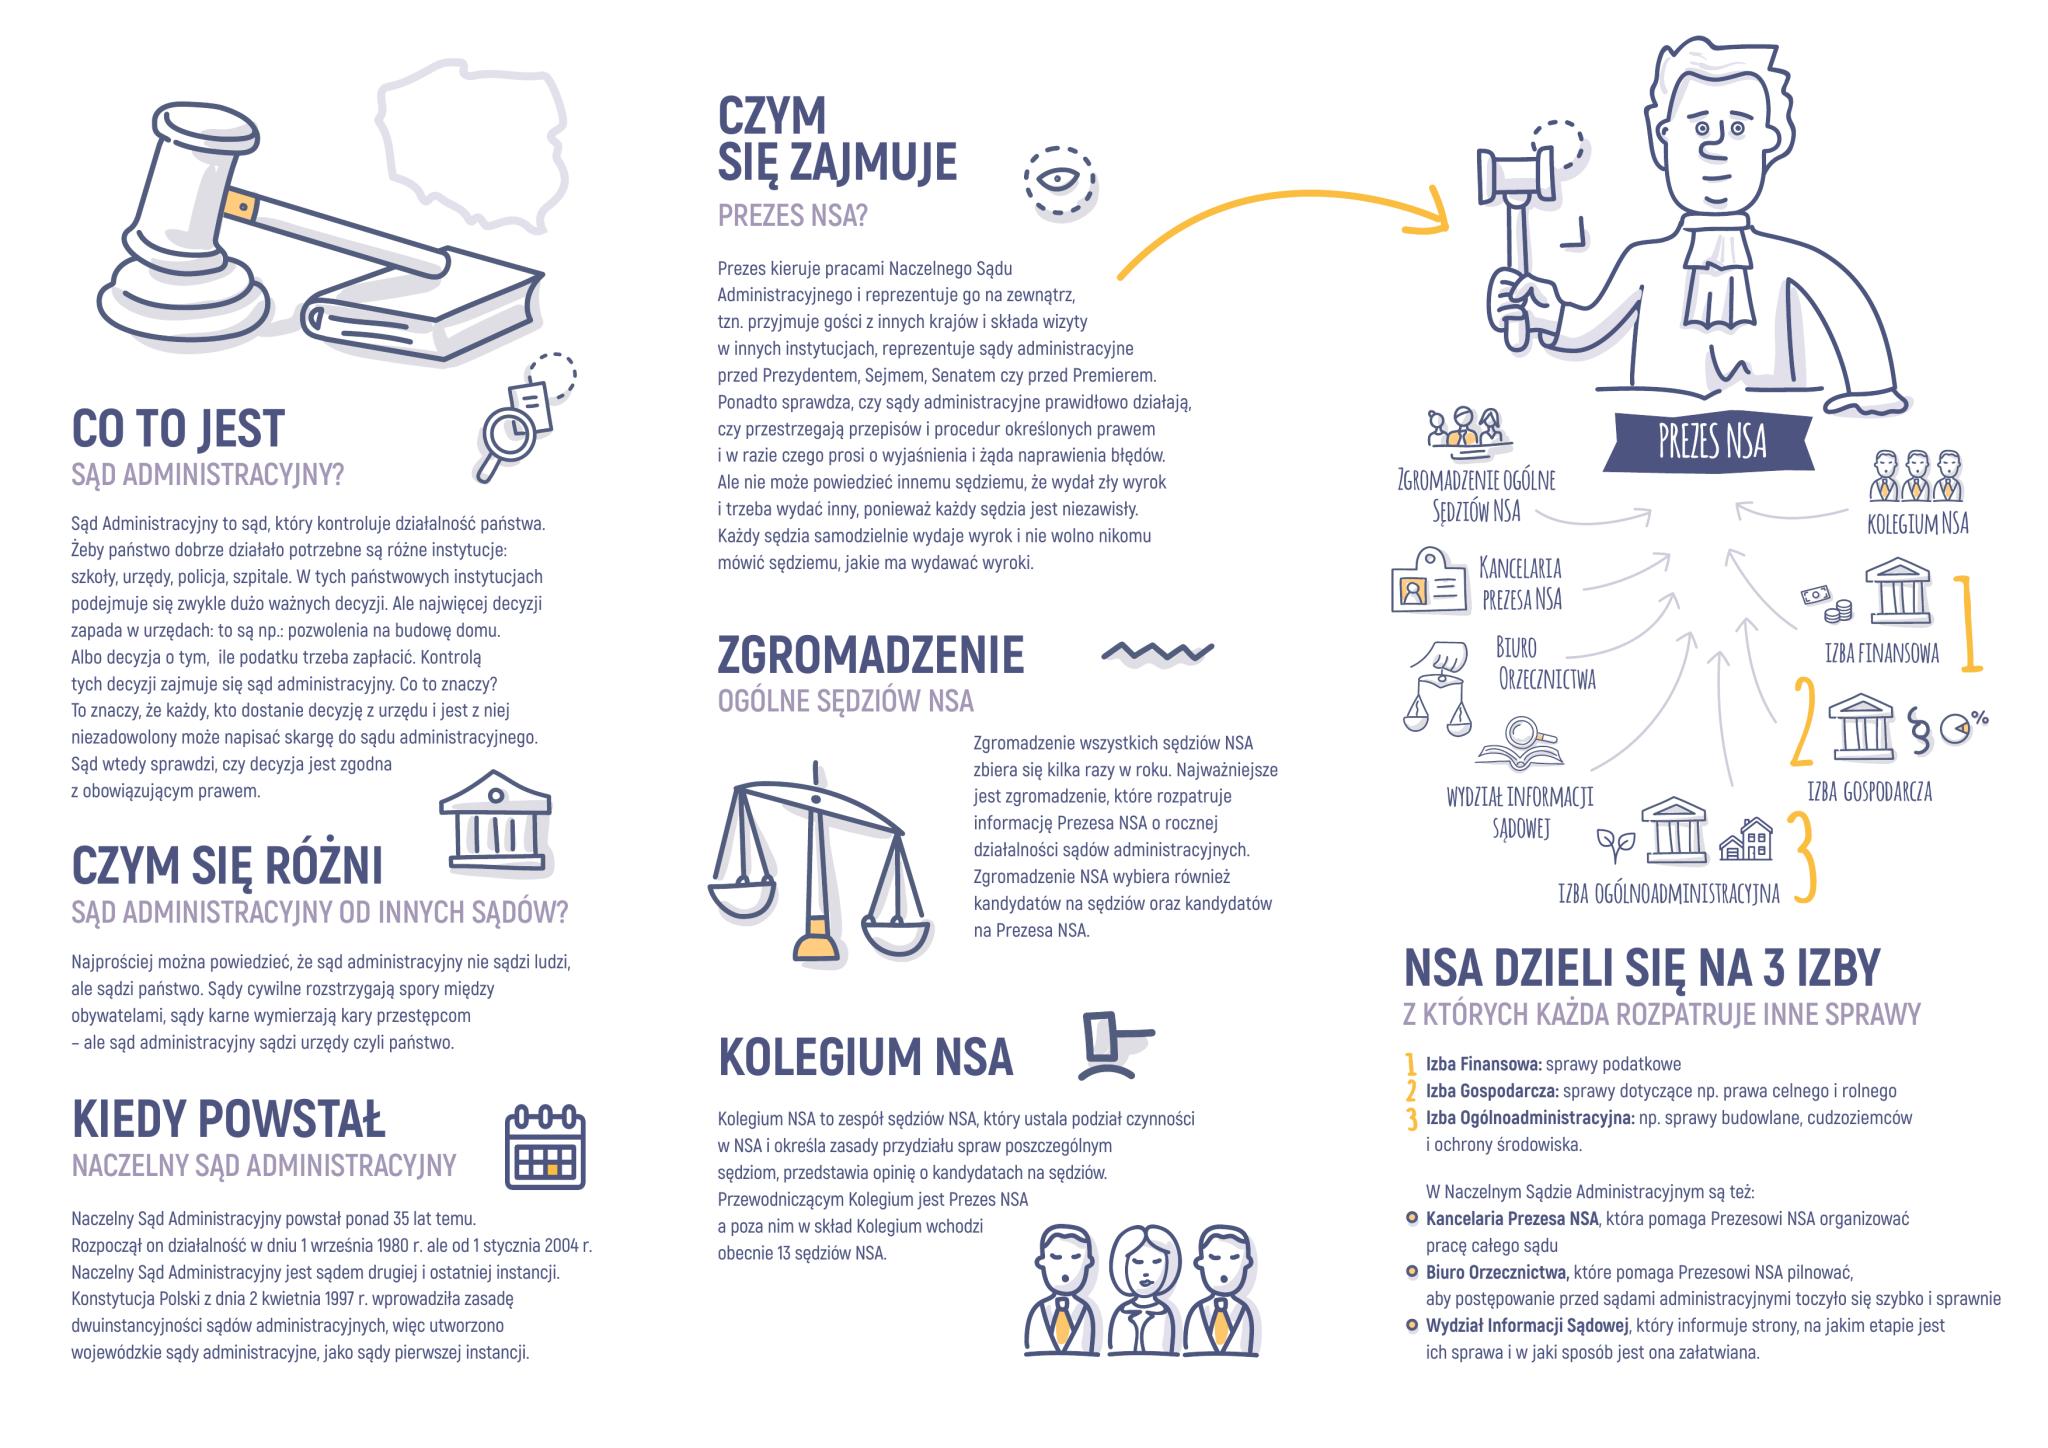 CO TO JEST
SĄD ADMINISTRACYJNY?
Sąd Administracyjny to sąd, który kontroluje działalność państwa.
Żeby państwo dobrze działało potrzebne są różne instytucje:
szkoły, urzędy, policja, szpitale. W tych państwowych instytucjach
podejmuje się zwykle dużo ważnych decyzji. Ale najwięcej decyzji
zapada w urzędach: to są np.: pozwolenia na budowę domu.
Albo decyzja o tym, ile podatku trzeba zapłacić. Kontrolą
tych decyzji zajmuje się sąd administracyjny. Co to znaczy?
To znaczy, że każdy, kto dostanie decyzję z urzędu i jest z niej
niezadowolony może napisać skargę do sądu administracyjnego.
Sąd wtedy sprawdzi, czy decyzja jest zgodna
z obowiązującym prawem.
CZYM SIĘ RÓŻNI
SĄD ADMINISTRACYJNY OD INNYCH SĄDÓW?
Najprościej można powiedzieć, że sąd administracyjny nie sądzi ludzi,
ale sądzi państwo. Sądy cywilne rozstrzygają spory między
obywatelami, sądy karne wymierzają kary przestępcom
– ale sąd administracyjny sądzi urzędy czyli państwo.
KIEDY POWSTAŁ
NACZELNY SĄD ADMINISTRACYJNY
Naczelny Sąd Administracyjny powstał ponad 35 lat temu.
Rozpoczął on działalność w dniu 1 września 1980 r. ale od 1 stycznia 2004 r.
Naczelny Sąd Administracyjny jest sądem drugiej i ostatniej instancji.
Konstytucja Polski z dnia 2 kwietnia 1997 r. wprowadziła zasadę
dwuinstancyjności sądów administracyjnych, więc utworzono
wojewódzkie sądy administracyjne, jako sądy pierwszej instancji.
CZYM
SIĘ ZAJMUJE
PREZES NSA?
Prezes kieruje pracami Naczelnego Sądu
Administracyjnego i reprezentuje go na zewnątrz,
tzn. przyjmuje gości z innych krajów i składa wizyty
w innych instytucjach, reprezentuje sądy administracyjne
przed Prezydentem, Sejmem, Senatem czy przed Premierem.
Ponadto sprawdza, czy sądy administracyjne prawidłowo działają,
czy przestrzegają przepisów i procedur określonych prawem
i w razie czego prosi o wyjaśnienia i żąda naprawienia błędów.
Ale nie może powiedzieć innemu sędziemu, że wydał zły wyrok
i trzeba wydać inny, ponieważ każdy sędzia jest niezawisły.
Każdy sędzia samodzielnie wydaje wyrok i nie wolno nikomu
mówić sędziemu, jakie ma wydawać wyroki.
ZGROMADZENIE
OGÓLNE SĘDZIÓW NSA
Zgromadzenie wszystkich sędziów NSA
zbiera się kilka razy w roku. Najważniejsze
jest zgromadzenie, które rozpatruje
informację Prezesa NSA o rocznej
działalności sądów administracyjnych.
Zgromadzenie NSA wybiera również
kandydatów na sędziów oraz kandydatów
na Prezesa NSA.
KOLEGIUM NSA
Kolegium NSA to zespół sędziów NSA, który ustala podział czynności
w NSA i określa zasady przydziału spraw poszczególnym
sędziom, przedstawia opinię o kandydatach na sędziów.
Przewodniczącym Kolegium jest Prezes NSA
a poza nim w skład Kolegium wchodzi
obecnie 13 sędziów NSA.
PREZES NSA
ZGROMADZENIE OGÓLNE
SĘDZIÓW NSA
KOLEGIUM NSA
KANCELARIA
PREZESA NSA
1
IZBA FINANSOWA
BIURO
ORZECZNICTWA
2
§ %
IZBA GOSPODARCZA
WYDZIAŁ INFORMACJI
SĄDOWEJ
3
IZBA OGÓLNOADMINISTRACYJNA
NSA DZIELI SIĘ NA 3 IZBY
Z KTÓRYCH KAŻDA ROZPATRUJE INNE SPRAWY
1 Izba Finansowa: sprawy podatkowe
2 Izba Gospodarcza: sprawy dotyczące np. prawa celnego i rolnego
3 Izba Ogólnoadministracyjna: np. sprawy budowlane, cudzoziemców
i ochrony środowiska.
W Naczelnym Sądzie Administracyjnym są też:
Kancelaria Prezesa NSA, która pomaga Prezesowi NSA organizować
pracę całego sądu
Biuro Orzecznictwa, które pomaga Prezesowi NSA pilnować,
aby postępowanie przed sądami administracyjnymi toczyło się szybko i sprawnie
Wydział Informacji Sądowej, który informuje strony, na jakim etapie jest
ich sprawa i w jaki sposób jest ona załatwiana.